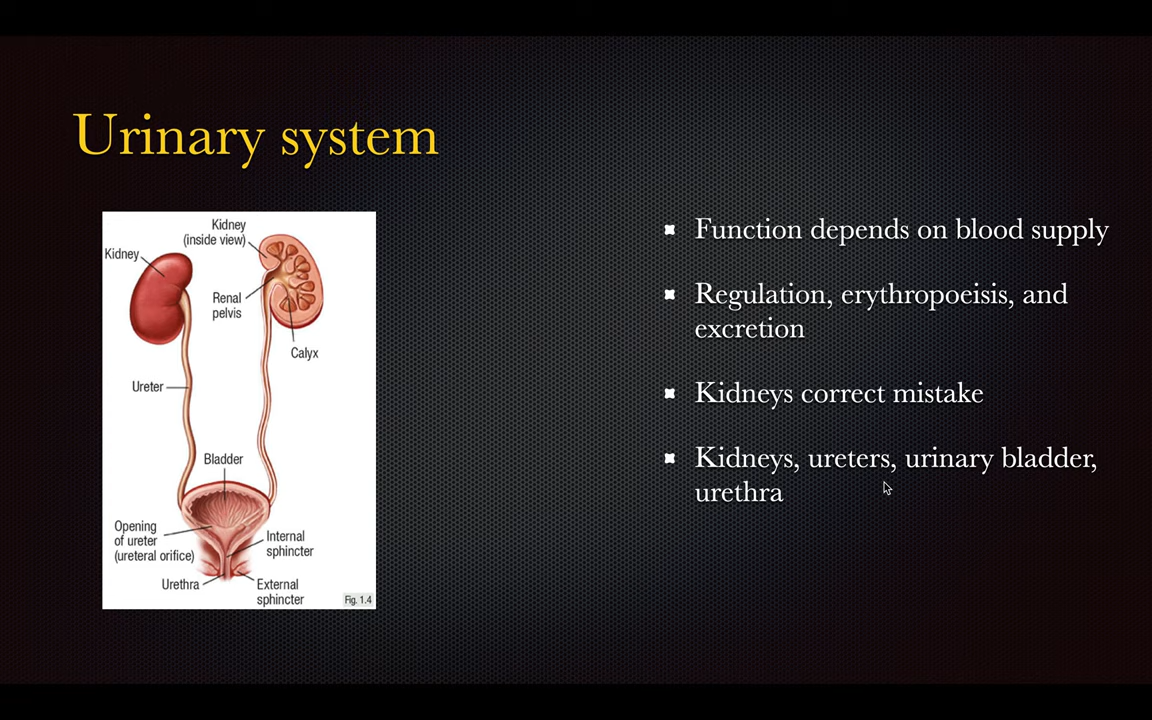 Urinary system
Kidney
(inside view)
Kidney
Renal
pelvis
Calyx
Ureter
Bladder
Opening
of ureter
(ureteral orifice)
Internal
sphincter
Urethra
External
sphincter
Fig. 1.4
Function depends on blood supply
Regulation, erythropoeisis, and
excretion
Kidneys correct mistake
Kidneys, ureters, urinary bladder,
urethra